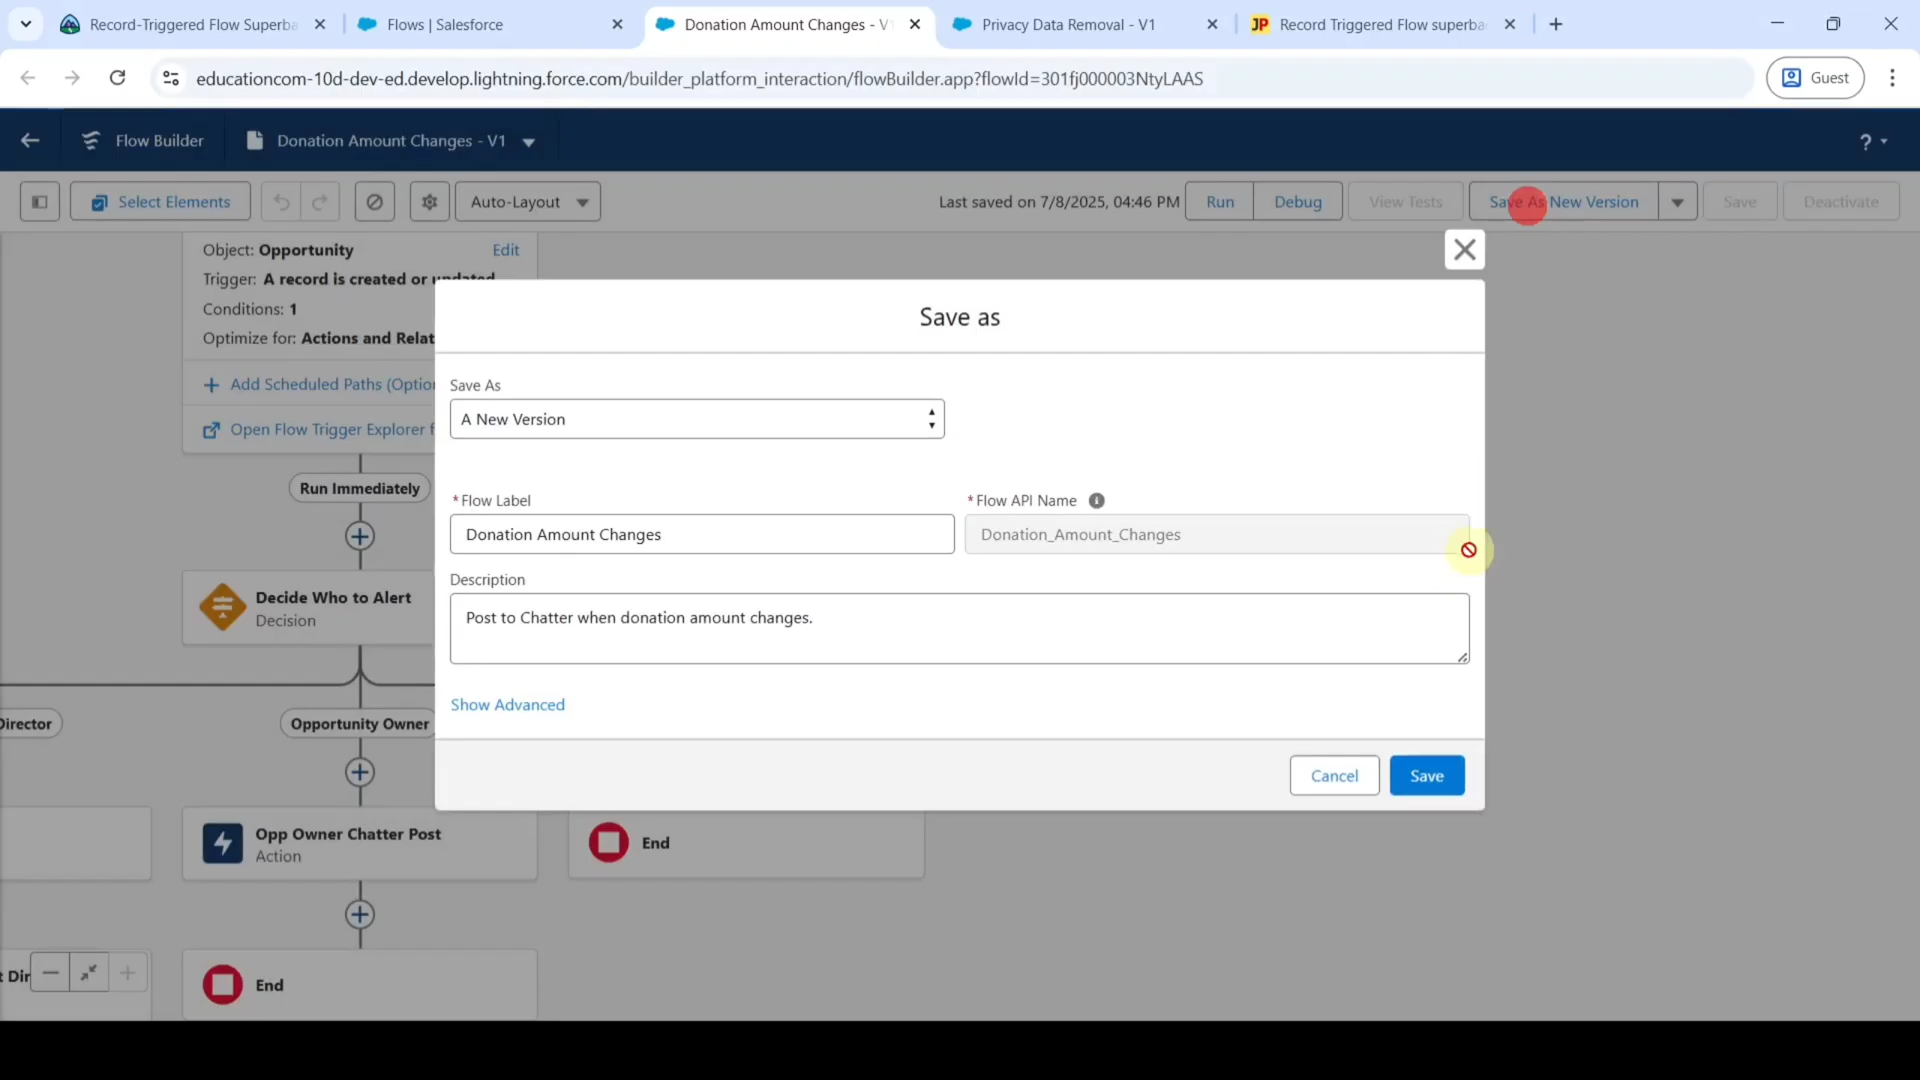 Record-Triggered Flow Superba
Flows | Salesforce
Donation Amount Changes - V1
Privacy Data Removal - V1
JP Record Triggered Flow superba
educationcom-10d-dev-ed.develop.lightning.force.com/builder_platform_interaction/flowBuilder.app?flowId=301fj000003NtyLAAS
Guest
Flow Builder
Donation Amount Changes - V1
?
Select Elements
Auto-Layout
Last saved on 7/8/2025, 04:46 PM
Run
Debug
View Tests
Save As New Version
Save
Deactivate
Object: Opportunity
Edit
Trigger: A record is created or updated
Conditions: 1
Optimize for: Actions and Relat
Add Scheduled Paths (Optio
Open Flow Trigger Explorer f
Run Immediately
Decide Who to Alert
Decision
Director
Opportunity Owner
Opp Owner Chatter Post
Action
End
t Dir
End
Save as
Save As
A New Version
*Flow Label
*Flow API Name
Donation Amount Changes
Donation_Amount_Changes
Description
Post to Chatter when donation amount changes.
Show Advanced
Cancel
Save